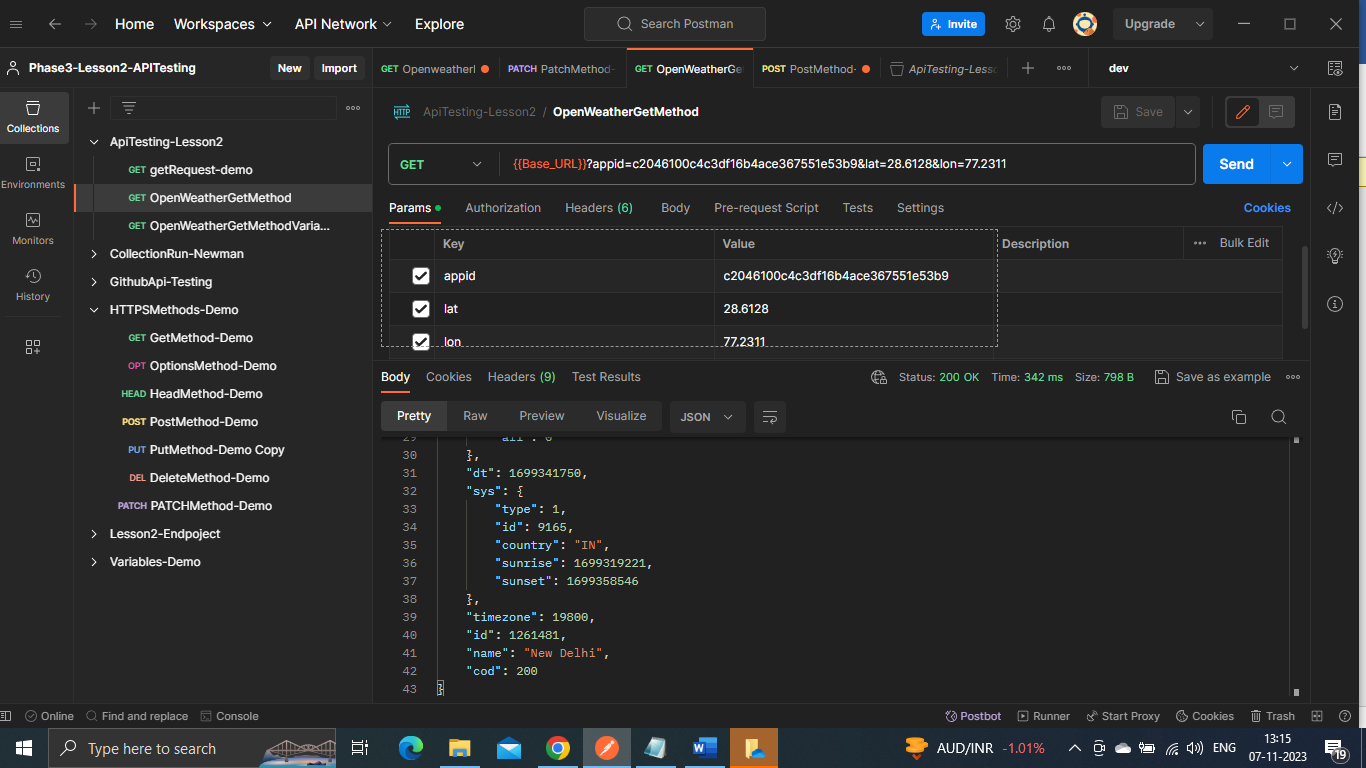 Home Workspaces API Network Explore Search Postman Invite Upgrade
Phase3-Lesson2-APITesting New Import GET Openweatherl PATCH PatchMethod- GET OpenWeatherGe POST PostMethod- ApiTesting-Less dev
Collections
Environments
Monitors
History
ApiTesting-Lesson2
GET getRequest-demo
GET OpenWeatherGetMethod
GET OpenWeatherGetMethodVaria...
CollectionRun-Newman
GithubApi-Testing
HTTPSMethods-Demo
GET GetMethod-Demo
OPT OptionsMethod-Demo
HEAD HeadMethod-Demo
POST PostMethod-Demo
PUT PutMethod-Demo Copy
DEL DeleteMethod-Demo
PATCH PATCHMethod-Demo
Lesson2-Endpoject
Variables-Demo
HTTP ApiTesting-Lesson2 / OpenWeatherGetMethod Save
GET {{Base_URL}}?appid=c2046100c4c3df16b4ace367551e53b9&lat=28.6128&lon=77.2311 Send
Params Authorization Headers (6) Body Pre-request Script Tests Settings Cookies
Key Value Description Bulk Edit
appid c2046100c4c3df16b4ace367551e53b9
lat 28.6128
lon 77.2311
Body Cookies Headers (9) Test Results Status: 200 OK Time: 342 ms Size: 798 B Save as example
Pretty Raw Preview Visualize JSON
29 "all": 0
30 },
31 "dt": 1699341750,
32 "sys": {
33 "type": 1,
34 "id": 9165,
35 "country": "IN",
36 "sunrise": 1699319221,
37 "sunset": 1699358546
38 },
39 "timezone": 19800,
40 "id": 1261481,
41 "name": "New Delhi",
42 "cod": 200
43 }
Online Find and replace Console Postbot Runner Start Proxy Cookies Trash
Type here to search AUD/INR -1.01% ENG 13:15
07-11-2023 19